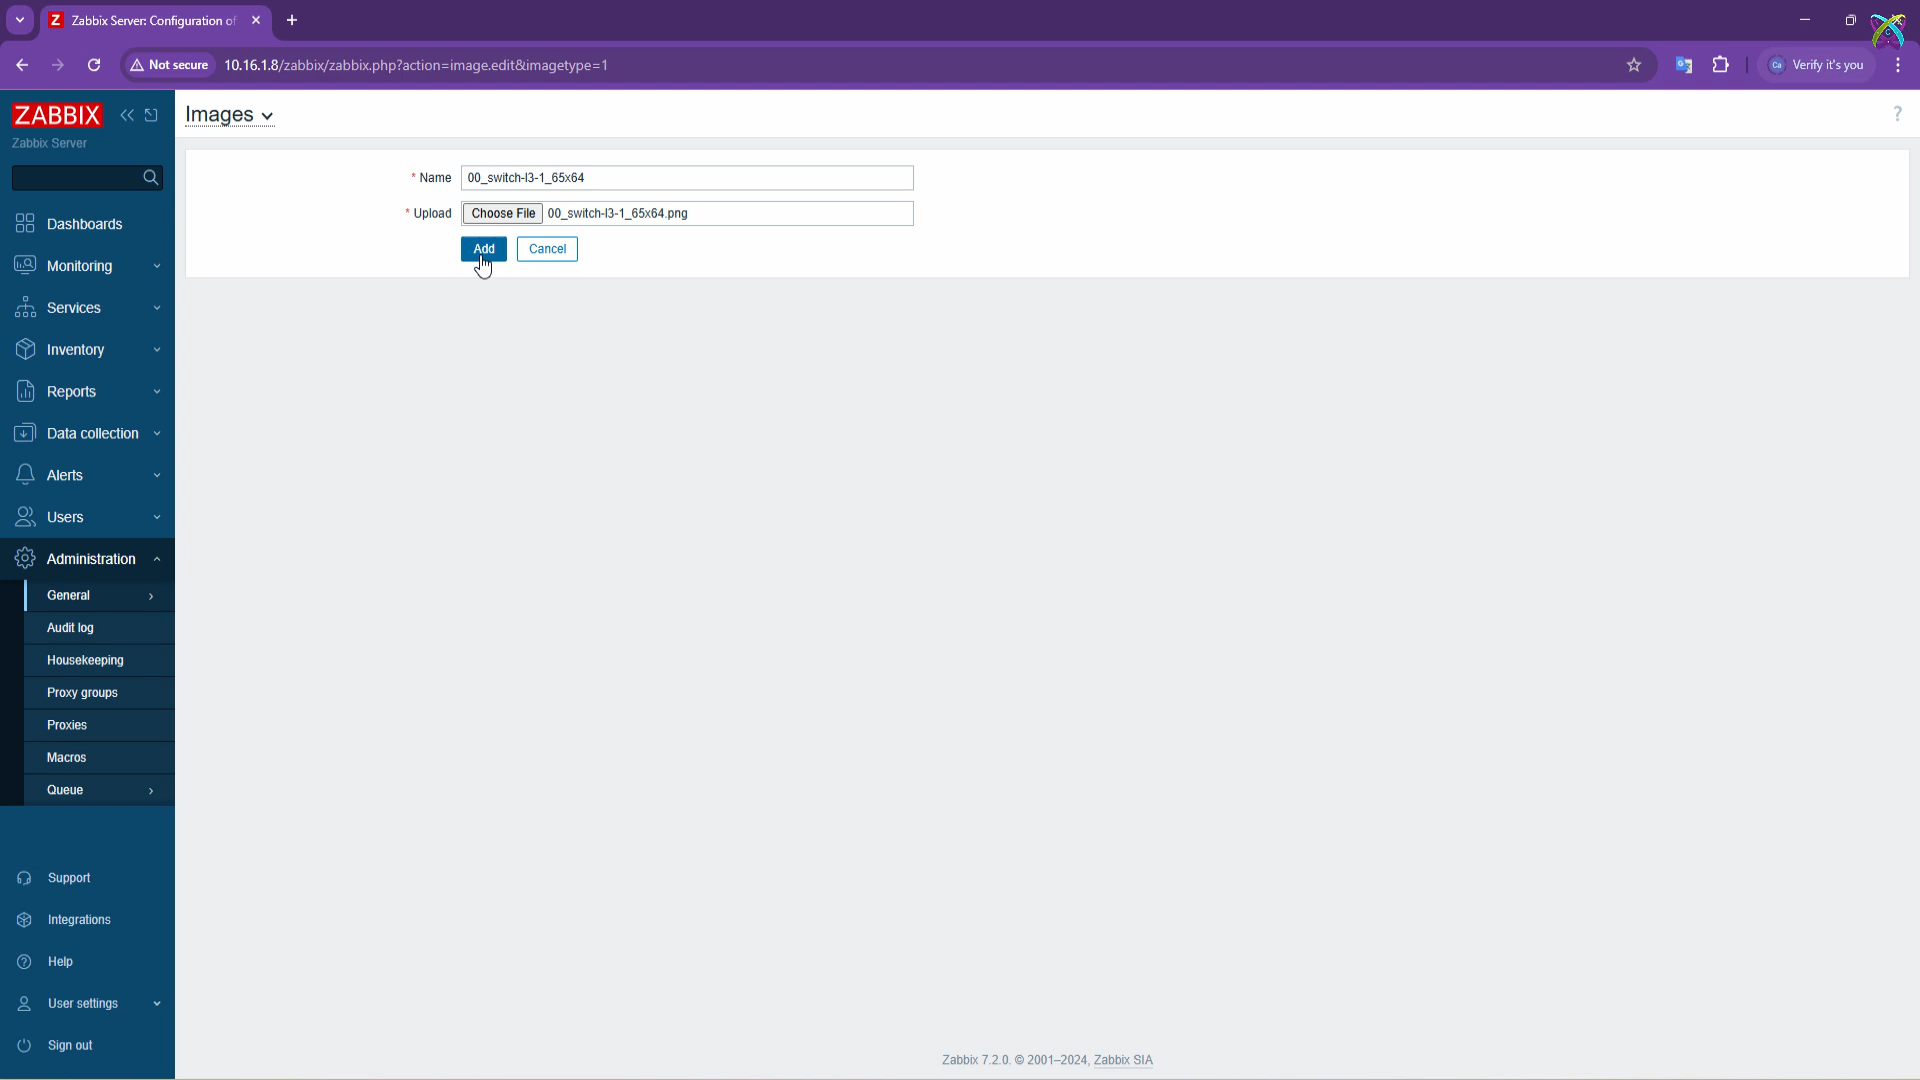 Z Zabbix Server: Configuration of
Not secure 10.16.1.8/zabbix/zabbix.php?action=image.edit&imagetype=1
Ca Verify it's you
ZABBIX
Zabbix Server
Images
?
* Name 00_switch-l3-1_65x64
* Upload Choose File 00_switch-l3-1_65x64.png
Add Cancel
Dashboards
Monitoring
Services
Inventory
Reports
Data collection
Alerts
Users
Administration
General
Audit log
Housekeeping
Proxy groups
Proxies
Macros
Queue
Support
Integrations
Help
User settings
Sign out
Zabbix 7.2.0. © 2001–2024, Zabbix SIA